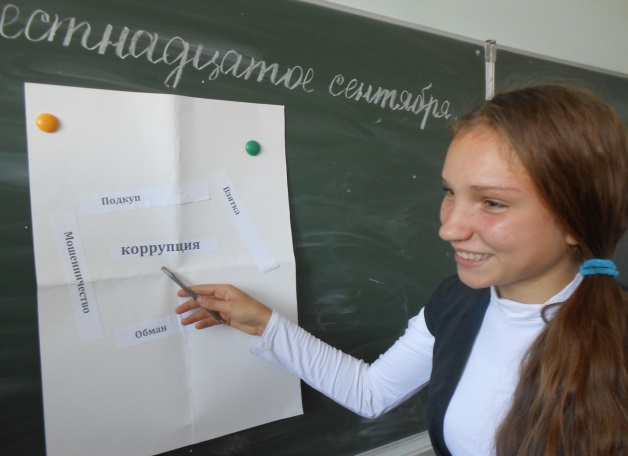 естнадцатое сентября
Подкуп
Взятка
коррупция
Мошенничество
Обман